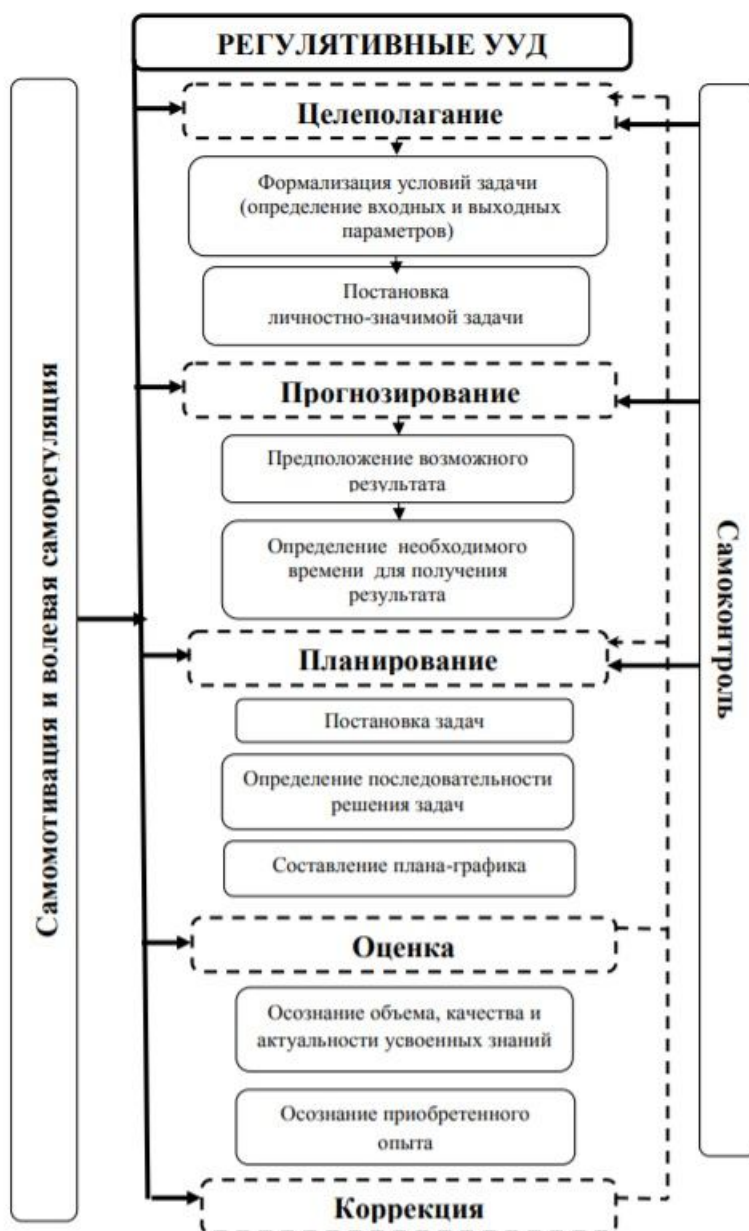 РЕГУЛЯТИВНЫЕ УУД
Целеполагание
Формализация условий задачи
(определение входных и выходных
параметров)
Постановка
личностно-значимой задачи
Прогнозирование
Предположение возможного
результата
Определение необходимого
времени для получения
результата
Планирование
Постановка задач
Определение последовательности
решения задач
Составление плана-графика
Оценка
Осознание объема, качества и
актуальности усвоенных знаний
Осознание приобретенного
опыта
Коррекция
Самомотивация и волевая саморегуляция
Самоконтроль